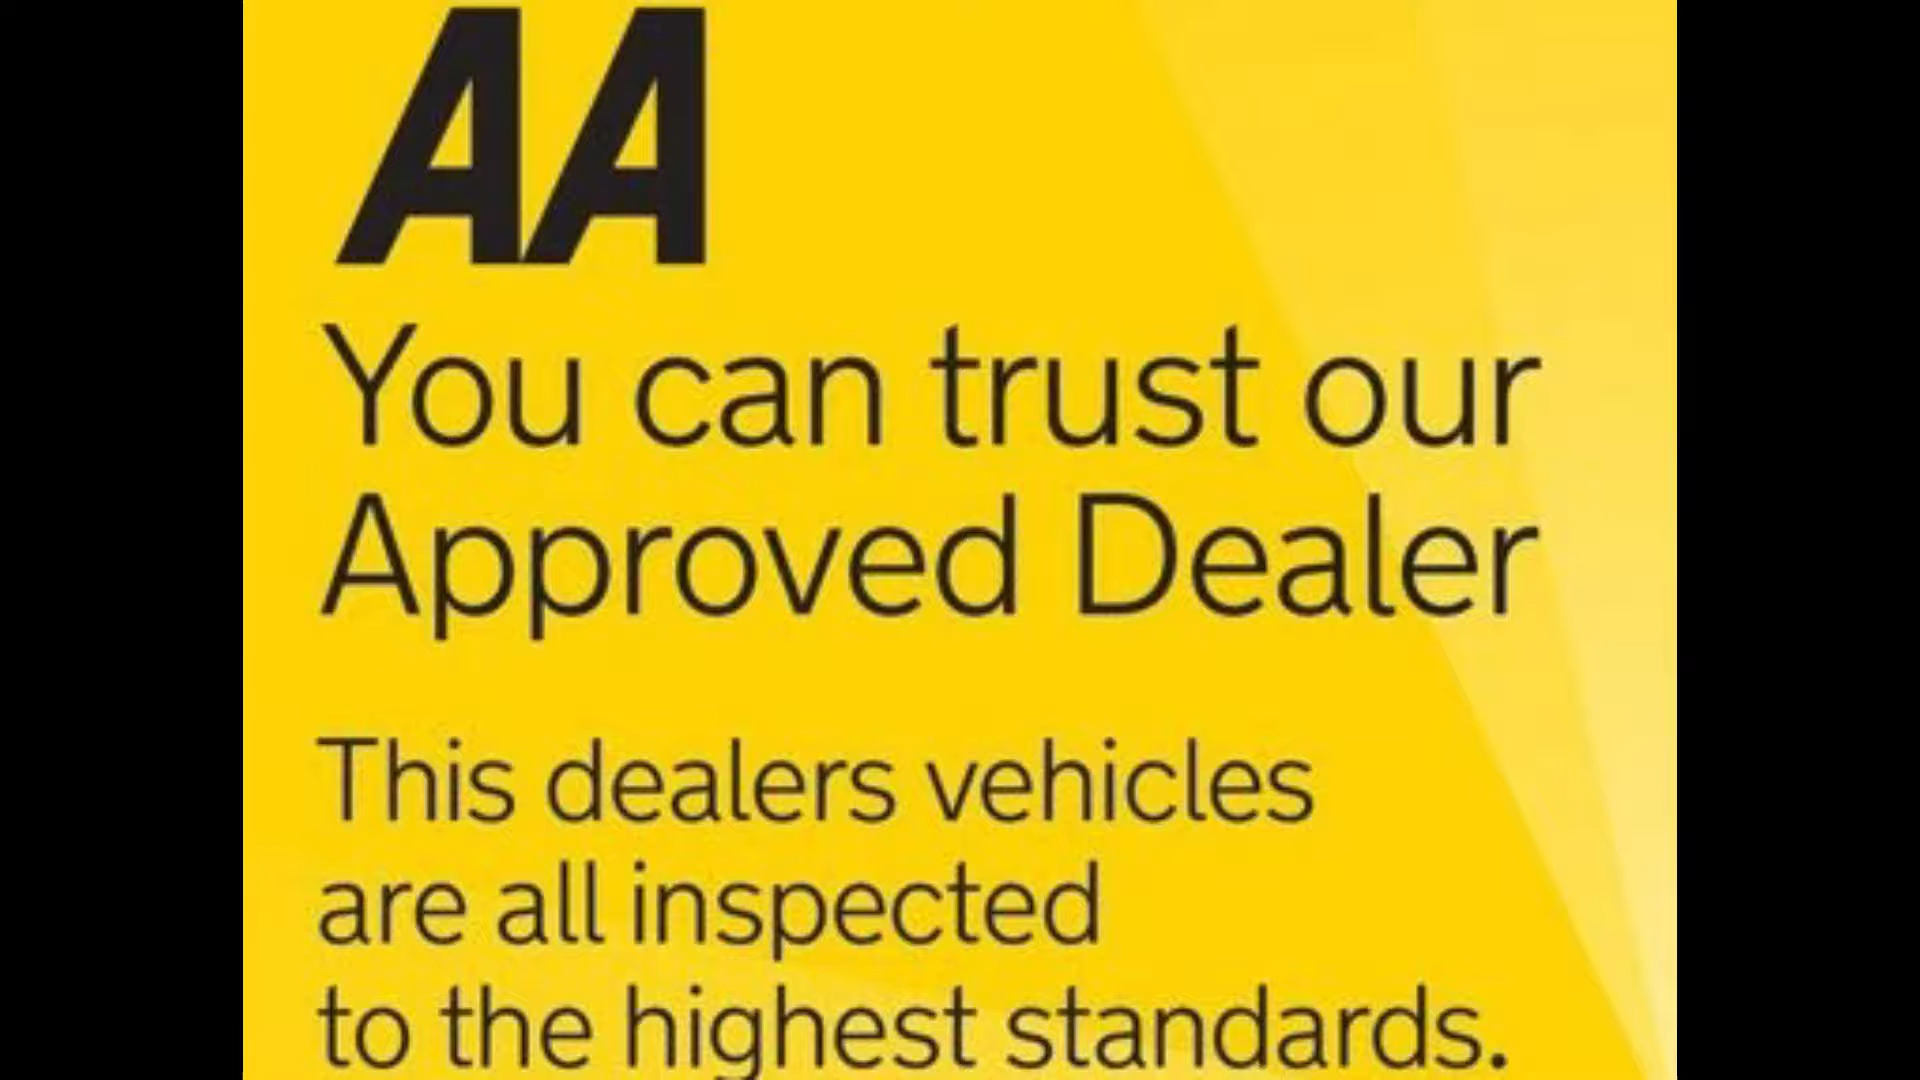 AA
You can trust our
Approved Dealer
This dealers vehicles
are all inspected
to the highest standards.